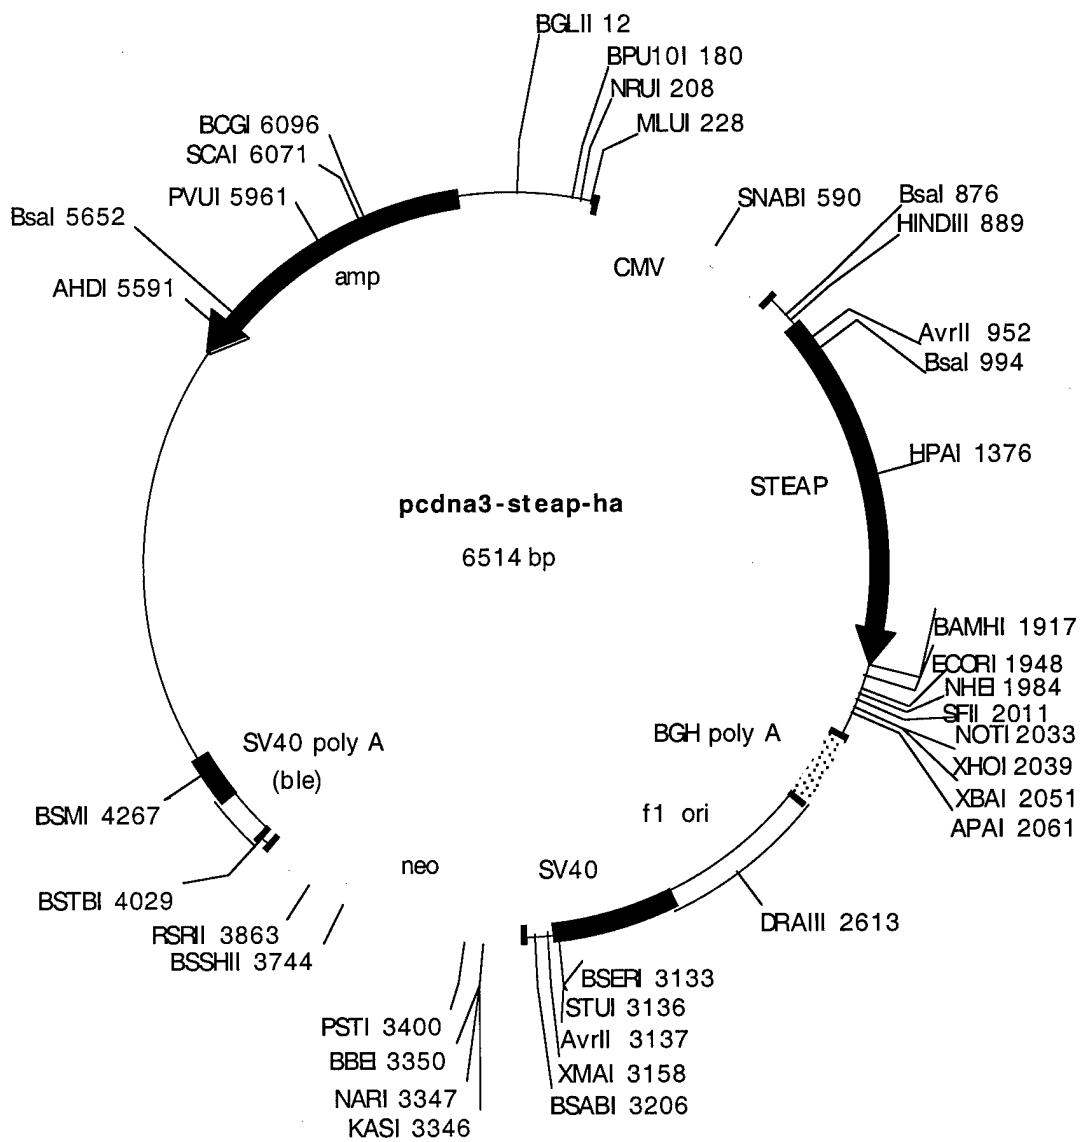 BGLII 12
BPU10I 180
NRUI 208
MLUI 228
BCGI 6096
SCAI 6071
PVUI 5961
BsaI 5652
AHDI 5591
amp
CMV
SNABI 590
BsaI 876
HINDIII 889
AvrII 952
BsaI 994
HPAI 1376
STEAP
pcdna3-steap-ha
6514 bp
BAMHI 1917
ECORI 1948
NHEI 1984
SFII 2011
NOTI 2033
XHOI 2039
XBAI 2051
APAI 2061
BGH poly A
f1 ori
SV40 poly A
(ble)
BSMI 4267
neo
SV40
BSTBI 4029
RSRII 3863
BSSHII 3744
DRAIII 2613
BSERI 3133
STUI 3136
AvrII 3137
XMAI 3158
BSABI 3206
PSTI 3400
BBEI 3350
NARI 3347
KASI 3346